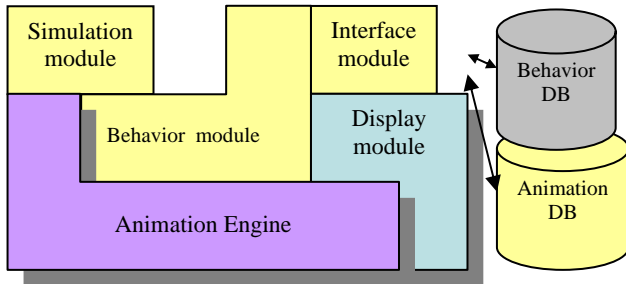 Simulation
module
Interface
module
Behavior
DB
Behavior module
Display
module
Animation
DB
Animation Engine